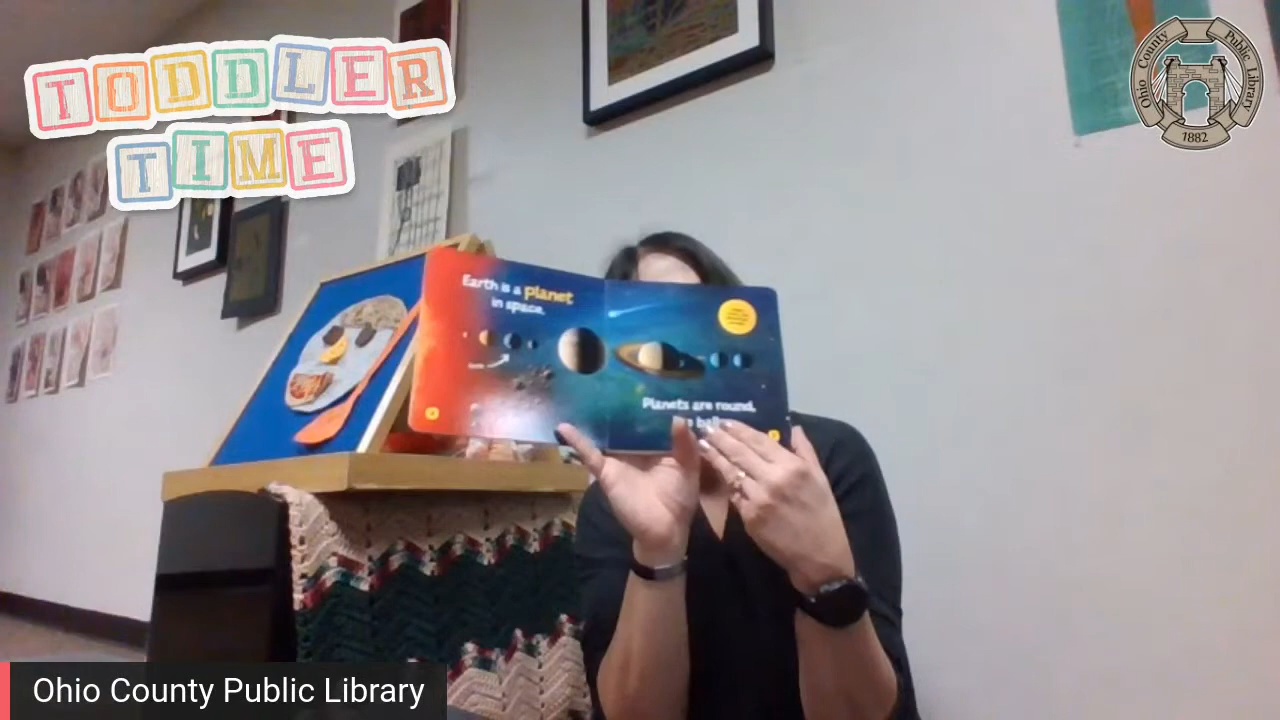 TODDLER
TIME
Ohio County Public Library
1882
Earth is a planet
in space.
Planets are round,
Ohio County Public Library